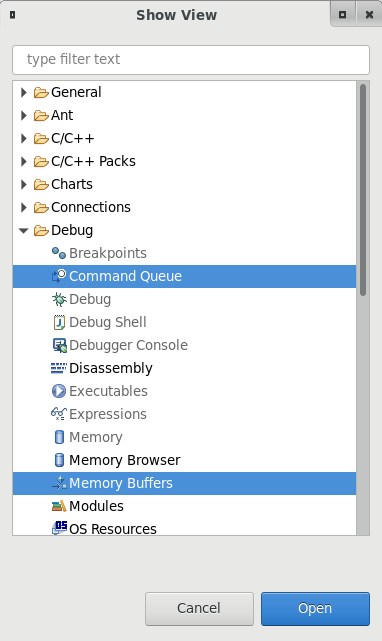 Show View
type filter text
General
Ant
C/C++
C/C++ Packs
Charts
Connections
Debug
Breakpoints
Command Queue
Debug
Debug Shell
Debugger Console
Disassembly
Executables
Expressions
Memory
Memory Browser
Memory Buffers
Modules
OS Resources
Cancel Open